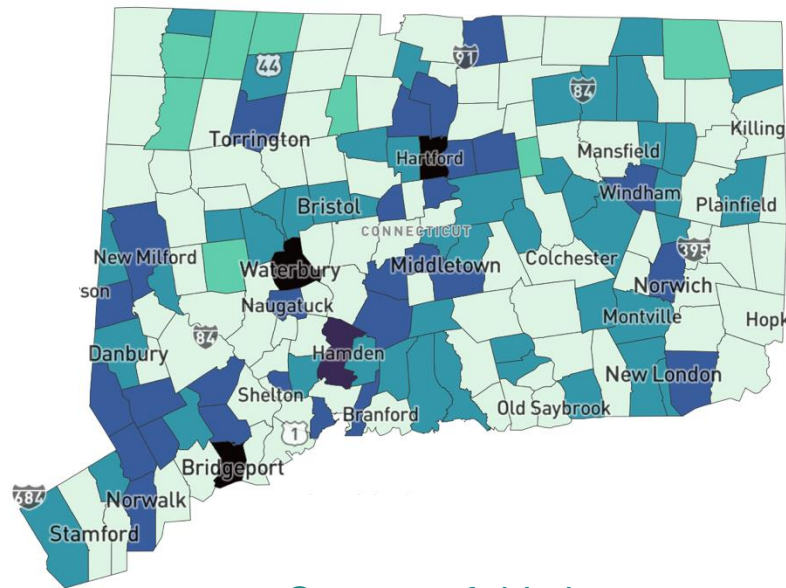 91
44
84
Torrington
Hartford
Killing
Mansfield
Windham
Bristol
Plainfield
CONNECTICUT
New Milford
Middletown
395
Waterbury
Colchester
son
Norwich
Naugatuck
Montville
Hopk
84
Danbury
Hamden
New London
Shelton
Branford
Old Saybrook
1
Bridgeport
684
Norwalk
Stamford